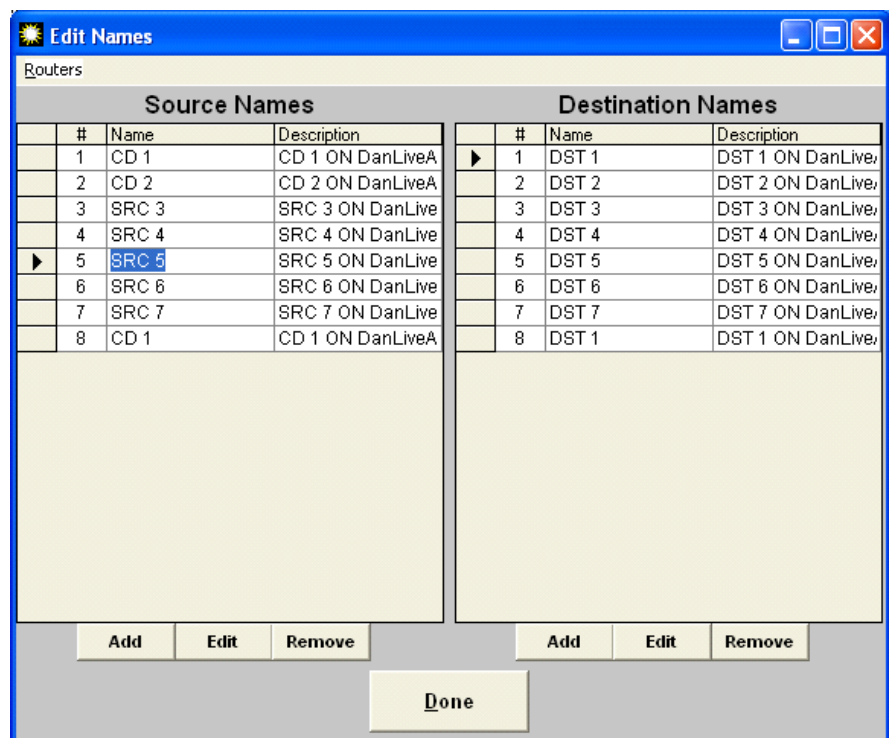 Edit Names
Routers
Source Names
# Name Description
1 CD 1 CD 1 ON DanLiveA
2 CD 2 CD 2 ON DanLiveA
3 SRC 3 SRC 3 ON DanLive
4 SRC 4 SRC 4 ON DanLive
5 SRC 5 SRC 5 ON DanLive
6 SRC 6 SRC 6 ON DanLive
7 SRC 7 SRC 7 ON DanLive
8 CD 1 CD 1 ON DanLiveA
Add Edit Remove
Destination Names
# Name Description
1 DST 1 DST 1 ON DanLive
2 DST 2 DST 2 ON DanLive
3 DST 3 DST 3 ON DanLive
4 DST 4 DST 4 ON DanLive
5 DST 5 DST 5 ON DanLive
6 DST 6 DST 6 ON DanLive
7 DST 7 DST 7 ON DanLive
8 DST 1 DST 1 ON DanLive
Add Edit Remove
Done